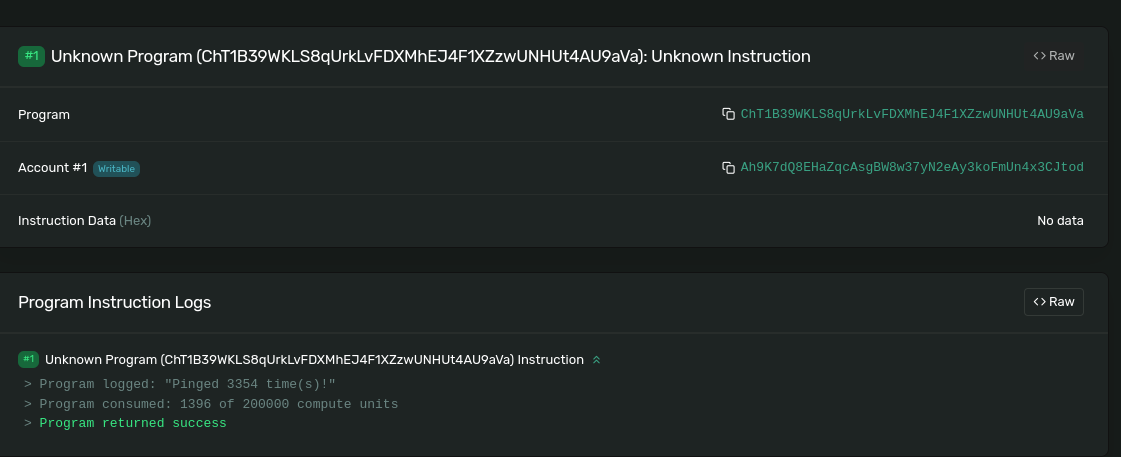 #1 Unknown Program (ChT1B39WKLS8qUrkLvFDXMhEJ4F1XZzwUNHUt4AU9aVa): Unknown Instruction <> Raw
Program ChT1B39WKLS8qUrkLvFDXMhEJ4F1XZzwUNHUt4AU9aVa
Account #1 Writable Ah9K7dQ8EHaZqcAsgBW8w37yN2eAy3koFmUn4x3CJtod
Instruction Data (Hex) No data
Program Instruction Logs <> Raw
#1 Unknown Program (ChT1B39WKLS8qUrkLvFDXMhEJ4F1XZzwUNHUt4AU9aVa) Instruction
> Program logged: "Pinged 3354 time(s)!"
> Program consumed: 1396 of 200000 compute units
> Program returned success